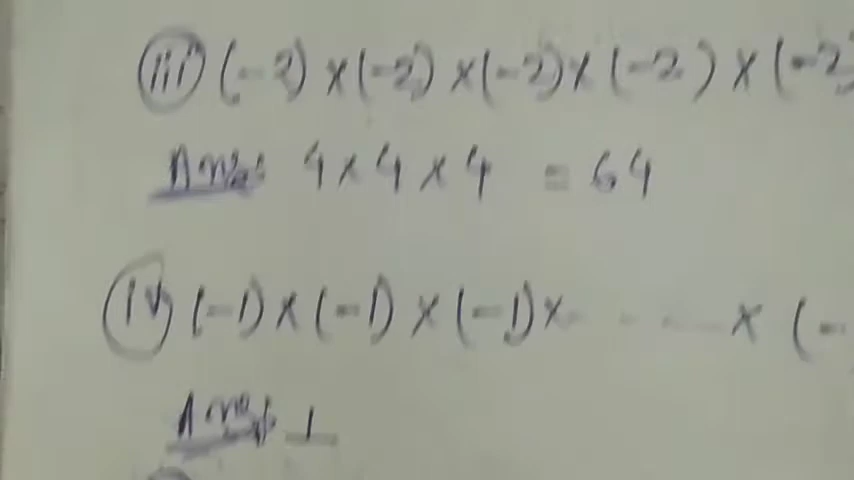 (iii) (-2) × (-2) × (-2) × (-2) × (-2
Ans: 4 × 4 × 4 = 64
(iv) (-1) × (-1) × (-1) × - - - - × (-
Ans: 1